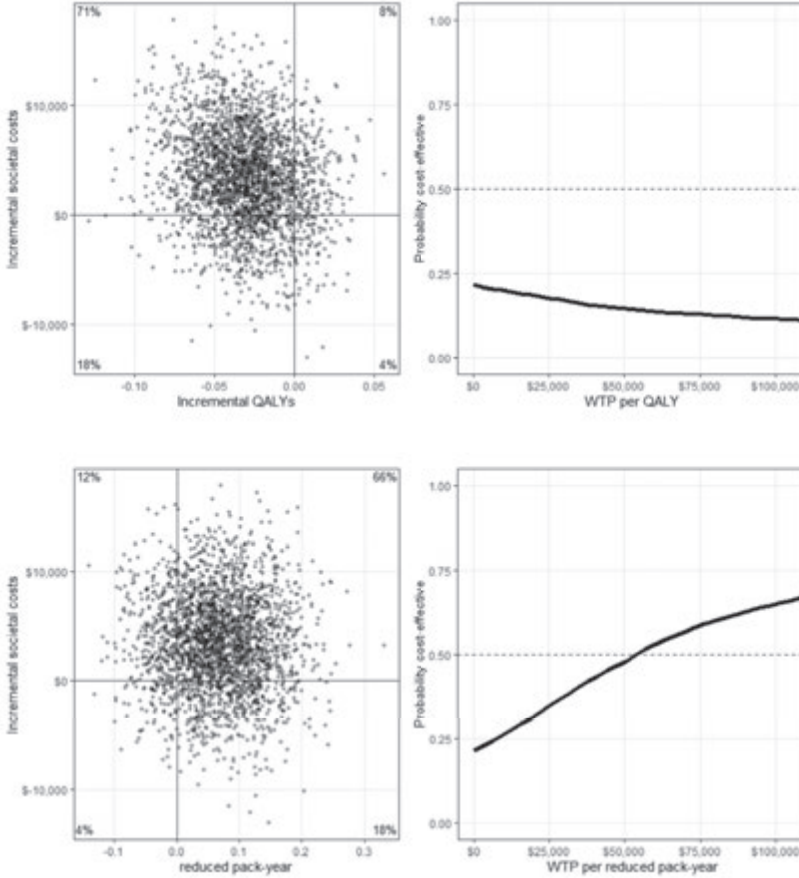 71% 8%
Incremental societal costs
$10,000
$0
$-10,000
18% 4%
-0.10 -0.05 0.00 0.05
Incremental QALYs
Probability cost effective
1.00
0.75
0.50
0.25
0.00
$0 $25,000 $50,000 $75,000 $100,000
WTP per QALY
12% 66%
Incremental societal costs
$10,000
$0
$-10,000
4% 18%
-0.1 0.0 0.1 0.2 0.3
reduced pack-year
Probability cost effective
1.00
0.75
0.50
0.25
0.00
$0 $25,000 $50,000 $75,000 $100,000
WTP per reduced pack-year